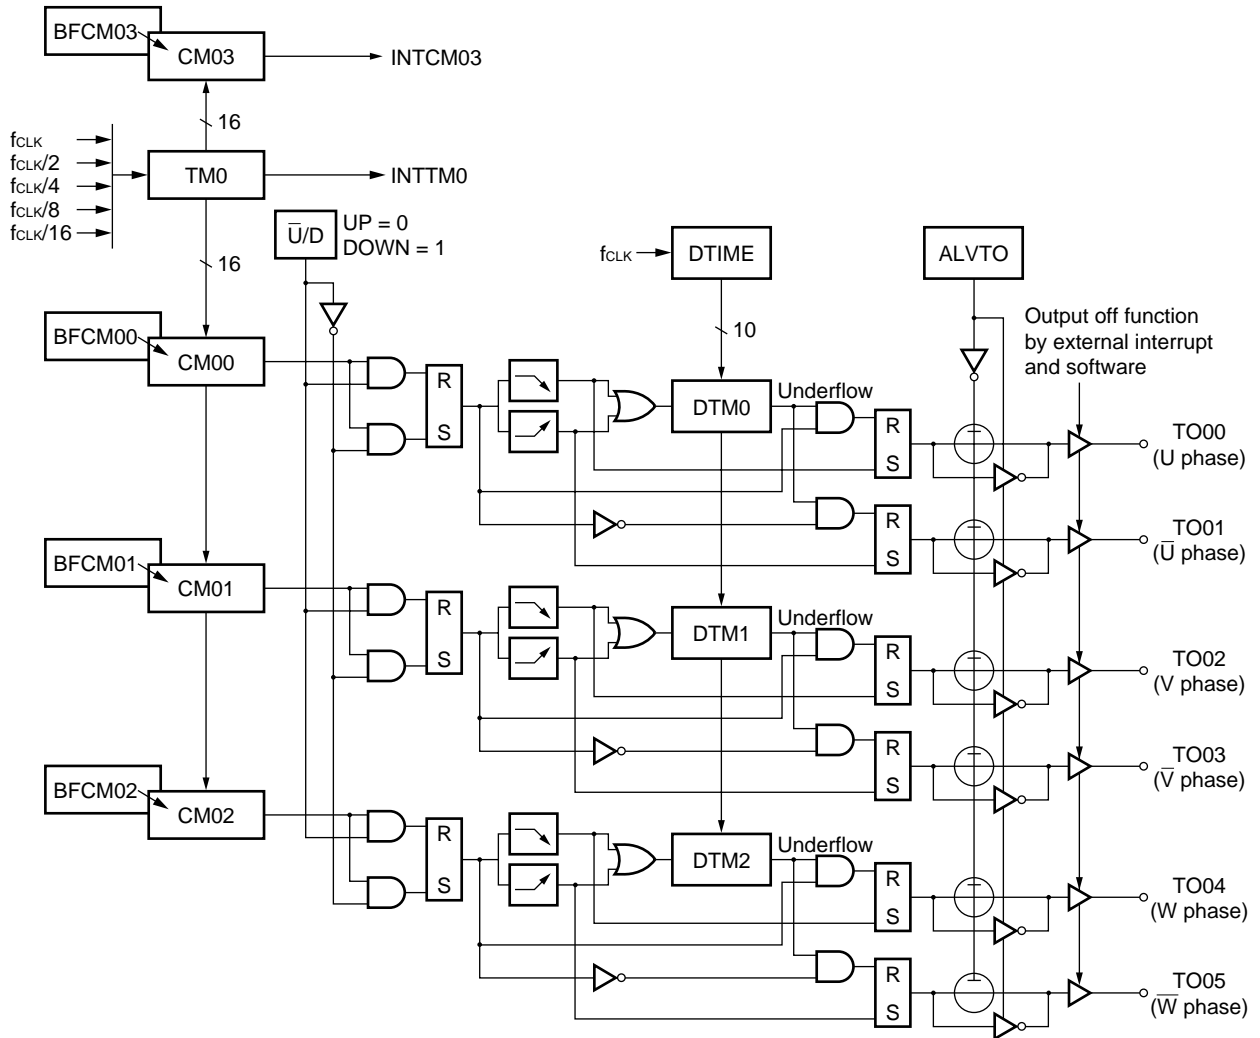 BFCM03
CM03
INTCM03
16
fCLK
fCLK/2
fCLK/4
fCLK/8
fCLK/16
TM0
INTTM0
16
U̅/D
UP = 0
DOWN = 1
fCLK
DTIME
ALVTO
10
Output off function
by external interrupt
and software
BFCM00
CM00
R
S
DTM0
Underflow
R
S
TO00
(U phase)
R
S
TO01
(U̅ phase)
BFCM01
CM01
R
S
DTM1
Underflow
R
S
TO02
(V phase)
R
S
TO03
(V̅ phase)
BFCM02
CM02
R
S
DTM2
Underflow
R
S
TO04
(W phase)
R
S
TO05
(W̅ phase)